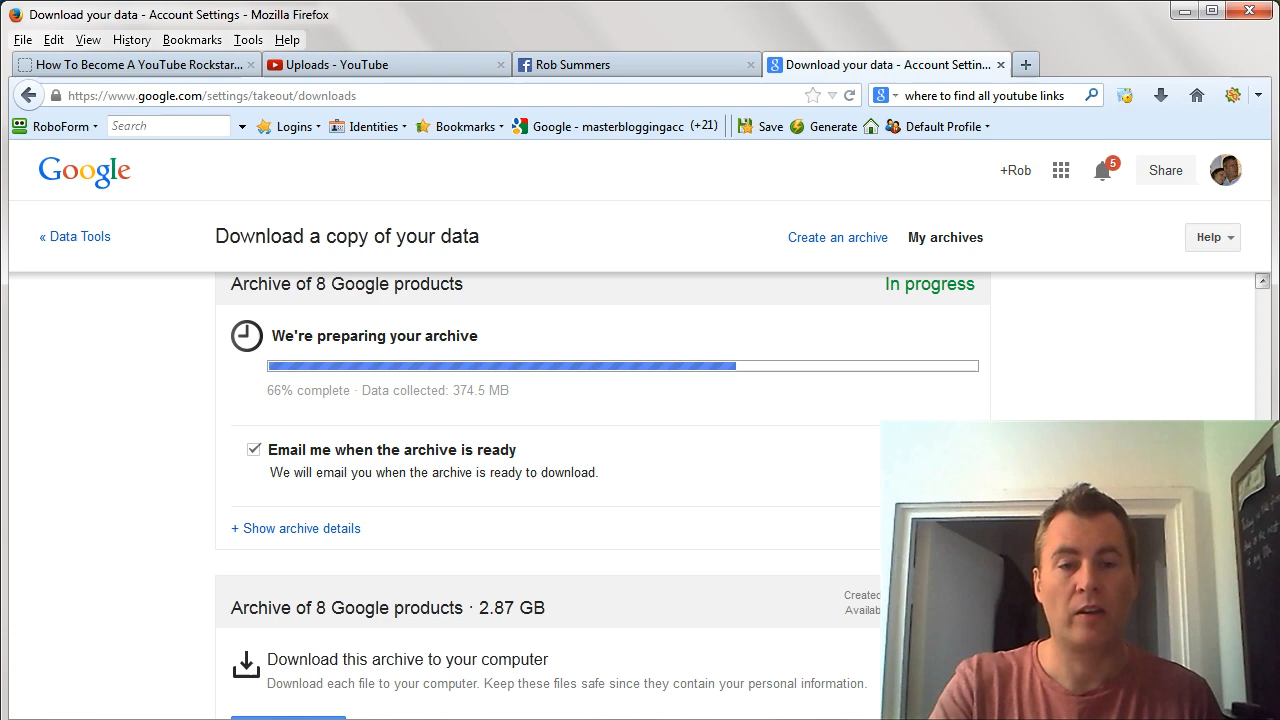 Download your data - Account Settings - Mozilla Firefox
File Edit View History Bookmarks Tools Help
How To Become A YouTube Rockstar... × Uploads - YouTube × Rob Summers × Download your data - Account Settin... × +
https://www.google.com/settings/takeout/downloads where to find all youtube links
RoboForm Search Logins Identities Bookmarks Google - masterbloggingacc (+21) Save Generate Default Profile
Google +Rob 5 Share
« Data Tools Download a copy of your data Create an archive My archives Help
Archive of 8 Google products In progress
We're preparing your archive
66% complete · Data collected: 374.5 MB
Email me when the archive is ready
We will email you when the archive is ready to download.
+ Show archive details
Created
Archive of 8 Google products · 2.87 GB
Availab
Download this archive to your computer
Download each file to your computer. Keep these files safe since they contain your personal information.